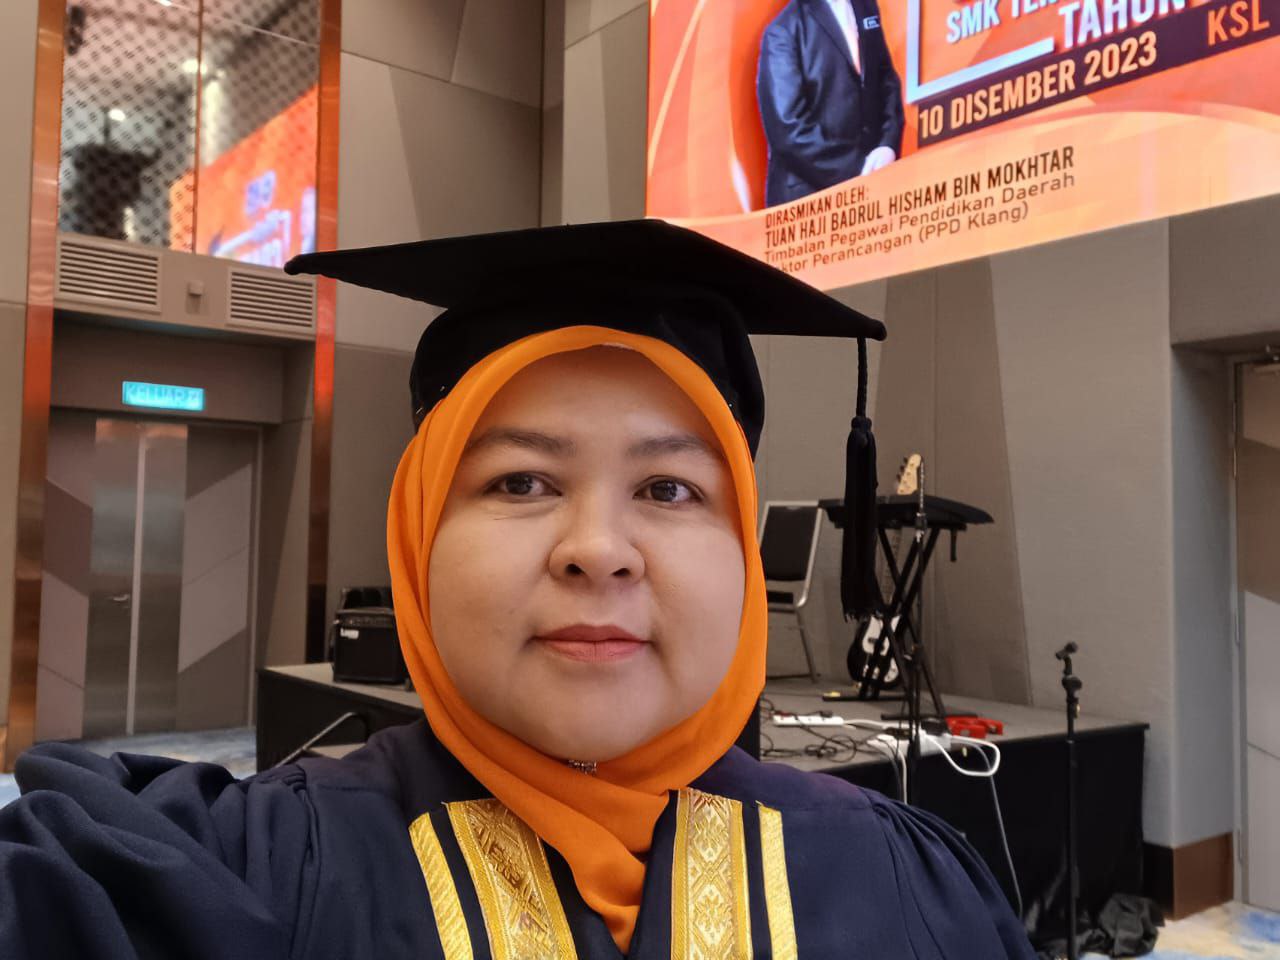 SMK
TAHUN
10 DISEMBER 2023
KSL
DIRASMIKAN OLEH:
TUAN HAJI BADRUL HISHAM BIN MOKHTAR
Timbalan Pegawai Pendidikan Daerah
Perancangan (PPD Klang)
KELUAR